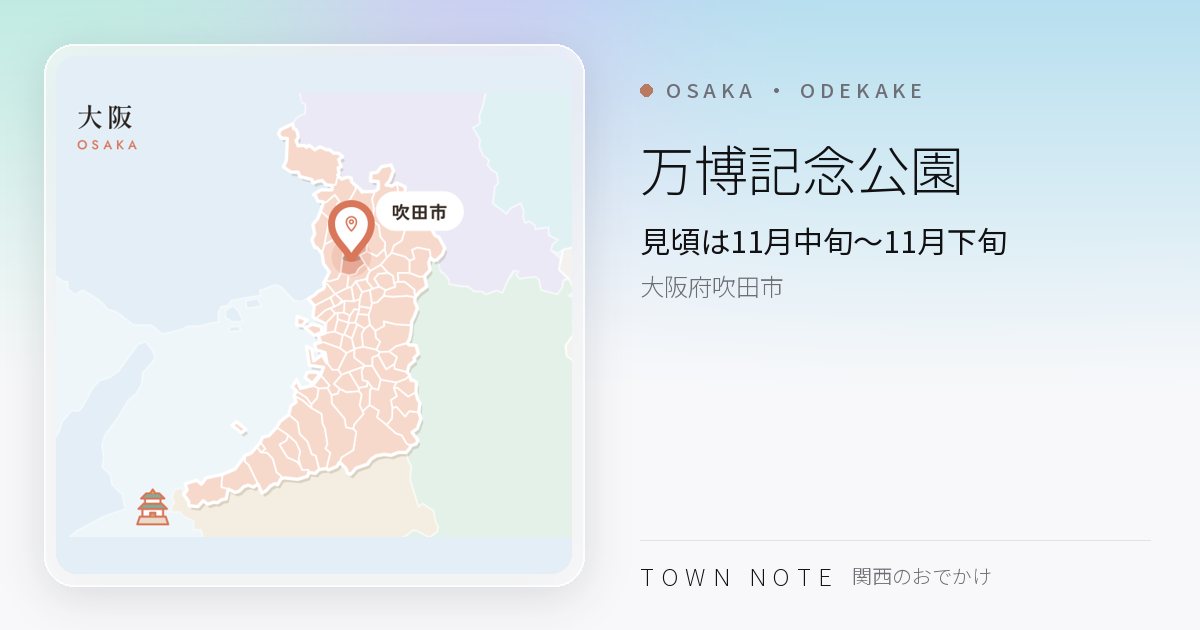 大阪
OSAKA
吹田市
OSAKA • ODEKAKE
万博記念公園
見頃は11月中旬〜11月下旬
大阪府吹田市
TOWN NOTE 関西のおでかけ